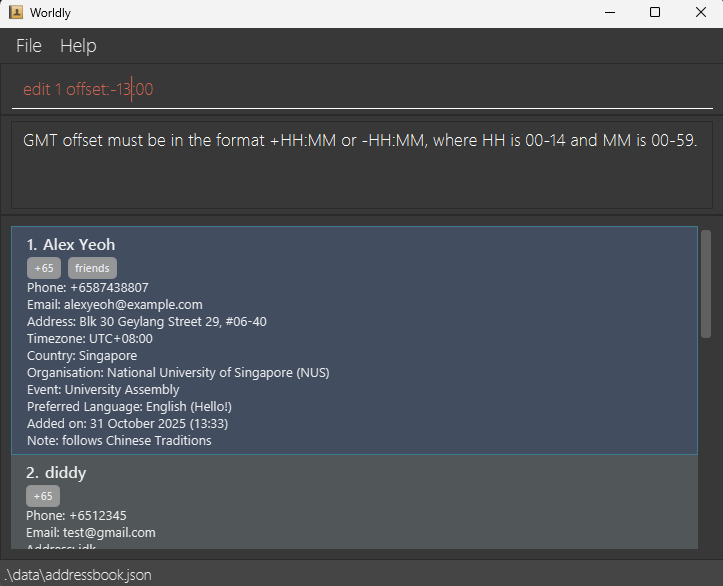 Worldly
File Help
edit 1 offset:-13:00
GMT offset must be in the format +HH:MM or -HH:MM, where HH is 00-14 and MM is 00-59.
1. Alex Yeoh
+65 friends
Phone: +6587438807
Email: alexyeoh@example.com
Address: Blk 30 Geylang Street 29, #06-40
Timezone: UTC+08:00
Country: Singapore
Organisation: National University of Singapore (NUS)
Event: University Assembly
Preferred Language: English (Hello!)
Added on: 31 October 2025 (13:33)
Note: follows Chinese Traditions
2. diddy
+65
Phone: +6512345
Email: test@gmail.com
Address: idk
.\data\addressbook.json